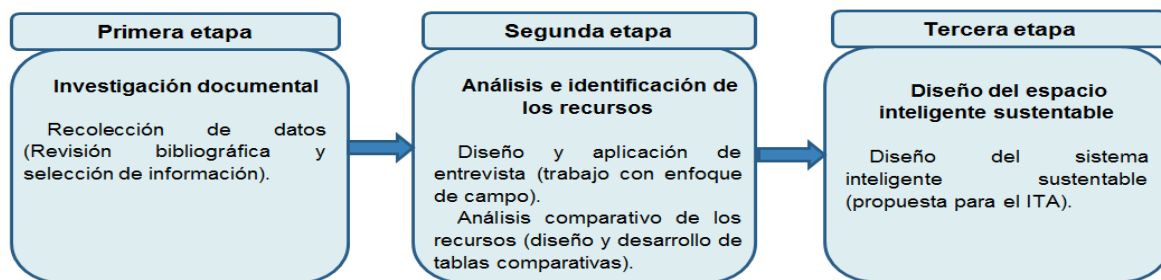 Primera etapa
Investigación documental
Recolección de datos
(Revisión bibliográfica y
selección de información).
Segunda etapa
Análisis e identificación de
los recursos
Diseño y aplicación de
entrevista (trabajo con enfoque
de campo).
Análisis comparativo de los
recursos (diseño y desarrollo de
tablas comparativas).
Tercera etapa
Diseño del espacio
inteligente sustentable
Diseño del sistema
inteligente sustentable
(propuesta para el ITA).